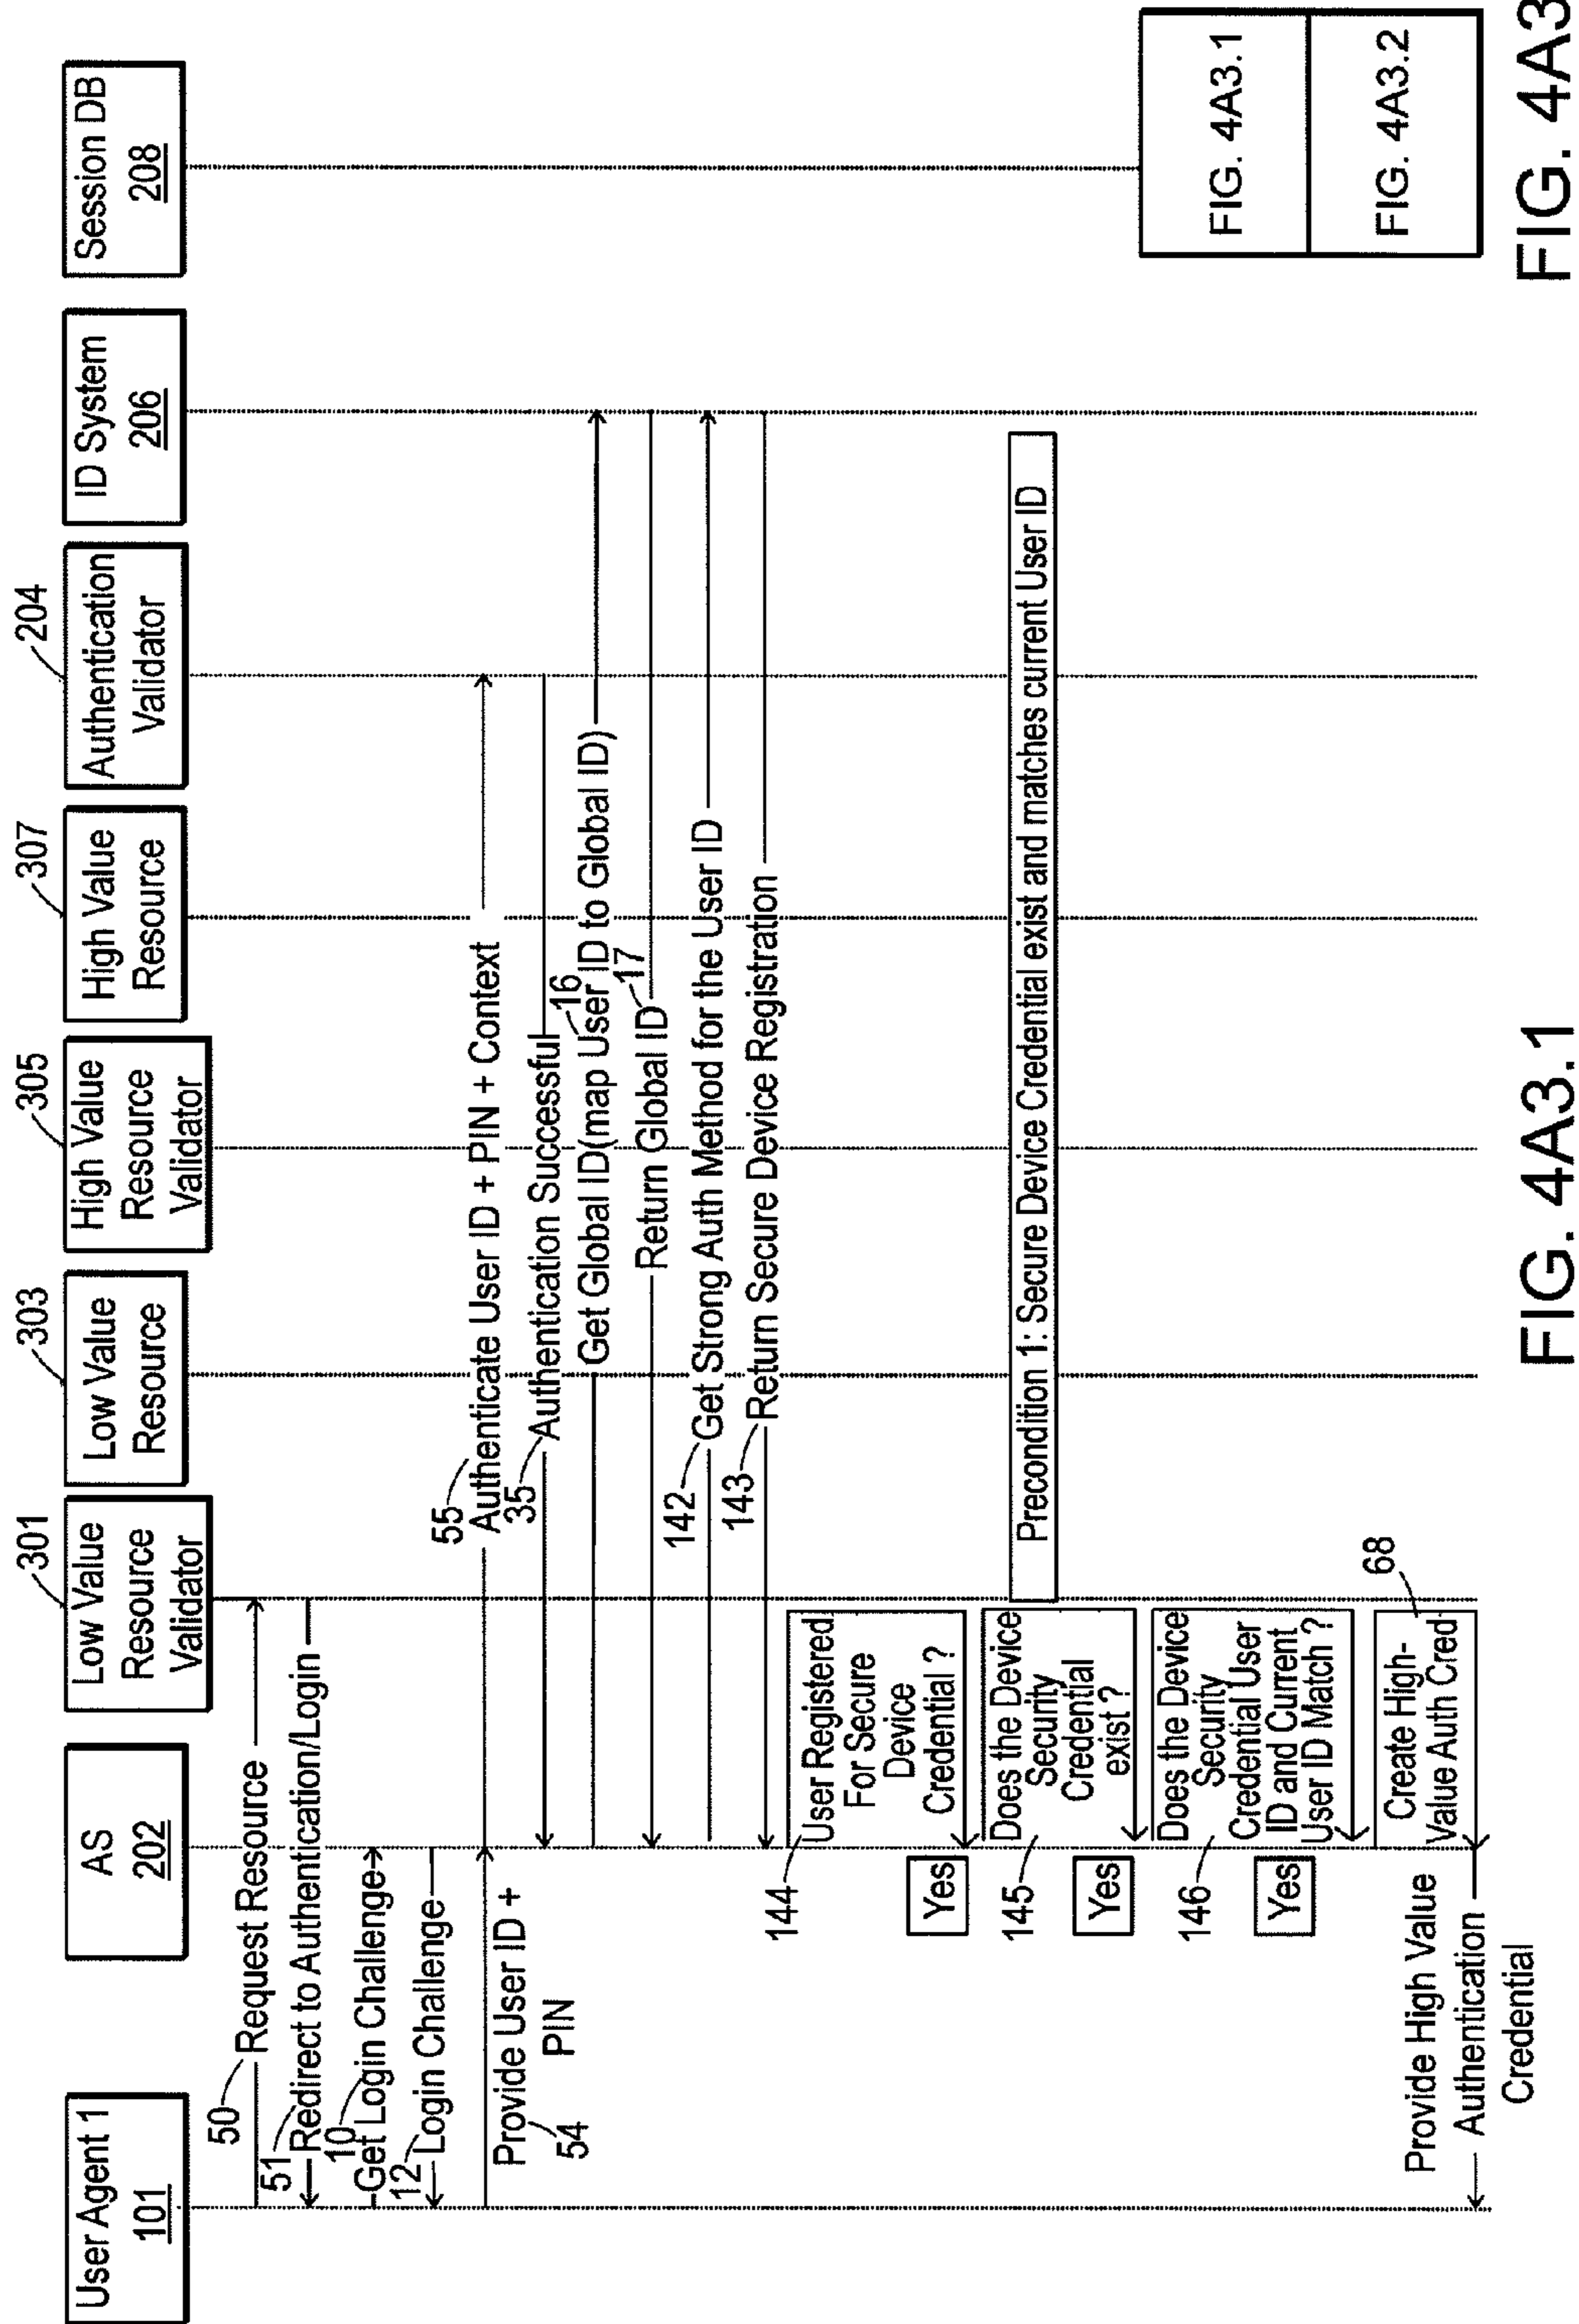 User Agent 1
101
AS
202
301
Low Value
Resource
Validator
303
Low Value
Resource
305
High Value
Resource
Validator
307
High Value
Resource
204
Authentication
Validator
ID System
206
Session DB
208
50
Request Resource
51
Redirect to Authentication/Login
10
Get Login Challenge
12
Login Challenge
Provide User ID +
PIN
54
55
Authenticate User ID + PIN + Context
35
Authentication Successful
16
Get Global ID(map User ID to Global ID)
17
Return Global ID
142
Get Strong Auth Method for the User ID
143
Return Secure Device Registration
144
User Registered
For Secure
Device
Credential ?
Yes
145
Does the Device
Security
Credential
exist ?
Yes
Precondition 1: Secure Device Credential exist and matches current User ID
146
Does the Device
Security
Credential User
ID and Current
User ID Match ?
Yes
68
Create High-
Value Auth Cred
Provide High Value
Authentication
Credential
FIG. 4A3.1
FIG. 4A3.2
FIG. 4A3.1
FIG. 4A3